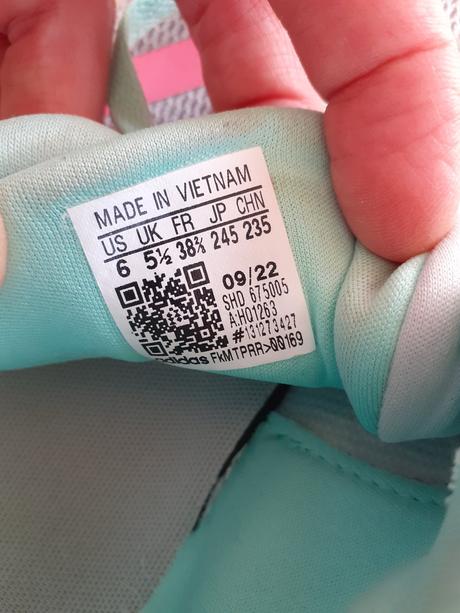 MADE IN VIETNAM
US UK FR JP CHN
6 5½ 38⅔ 245 235
09/22
SHD 675005
A:HQ1263
#131273427
adidas FkMTPRR>00169